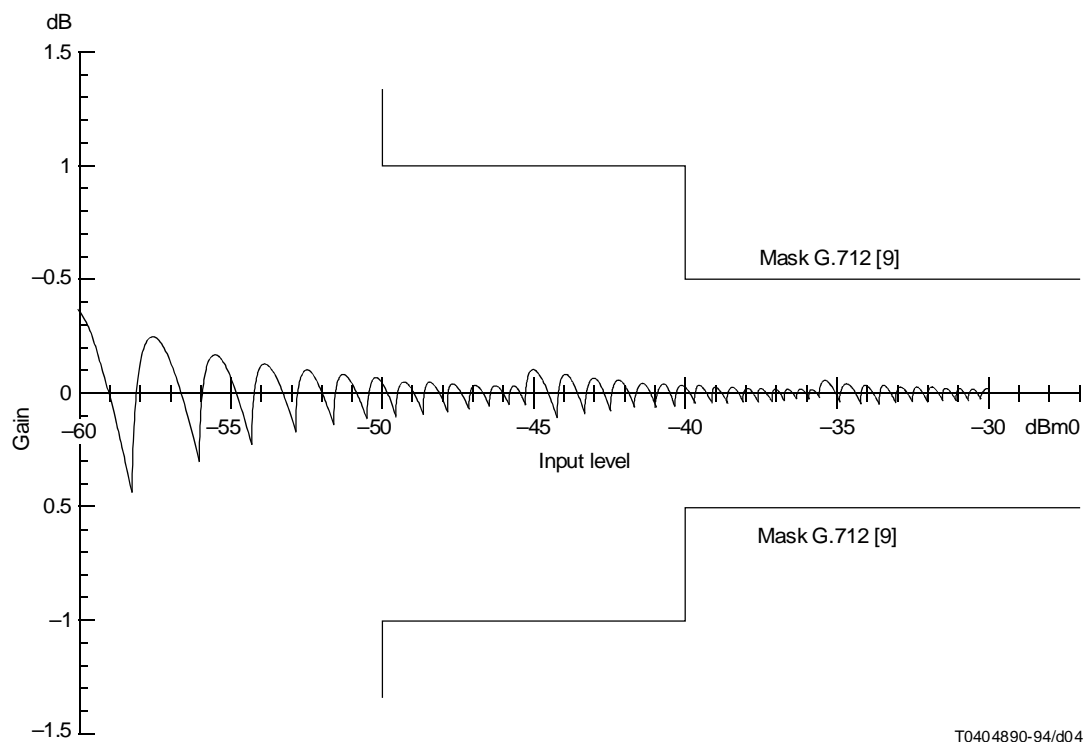 dB
1.5
1
Mask G.712 [9]
–0.5
0
Gain
–60
–55
–50
–45
–40
–35
–30
dBm0
Input level
0.5
Mask G.712 [9]
–1
–1.5
T0404890-94/d04